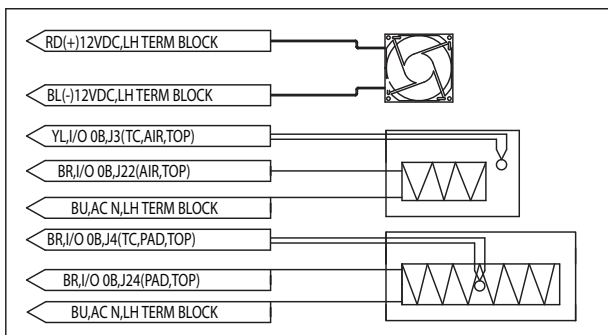 RD(+)12VDC,LH TERM BLOCK
BL(-)12VDC,LH TERM BLOCK
YL,I/O 0B,J3(TC,AIR,TOP)
BR,I/O 0B,J22(AIR,TOP)
BU,AC N,LH TERM BLOCK
BR,I/O 0B,J4(TC,PAD,TOP)
BR,I/O 0B,J24(PAD,TOP)
BU,AC N,LH TERM BLOCK